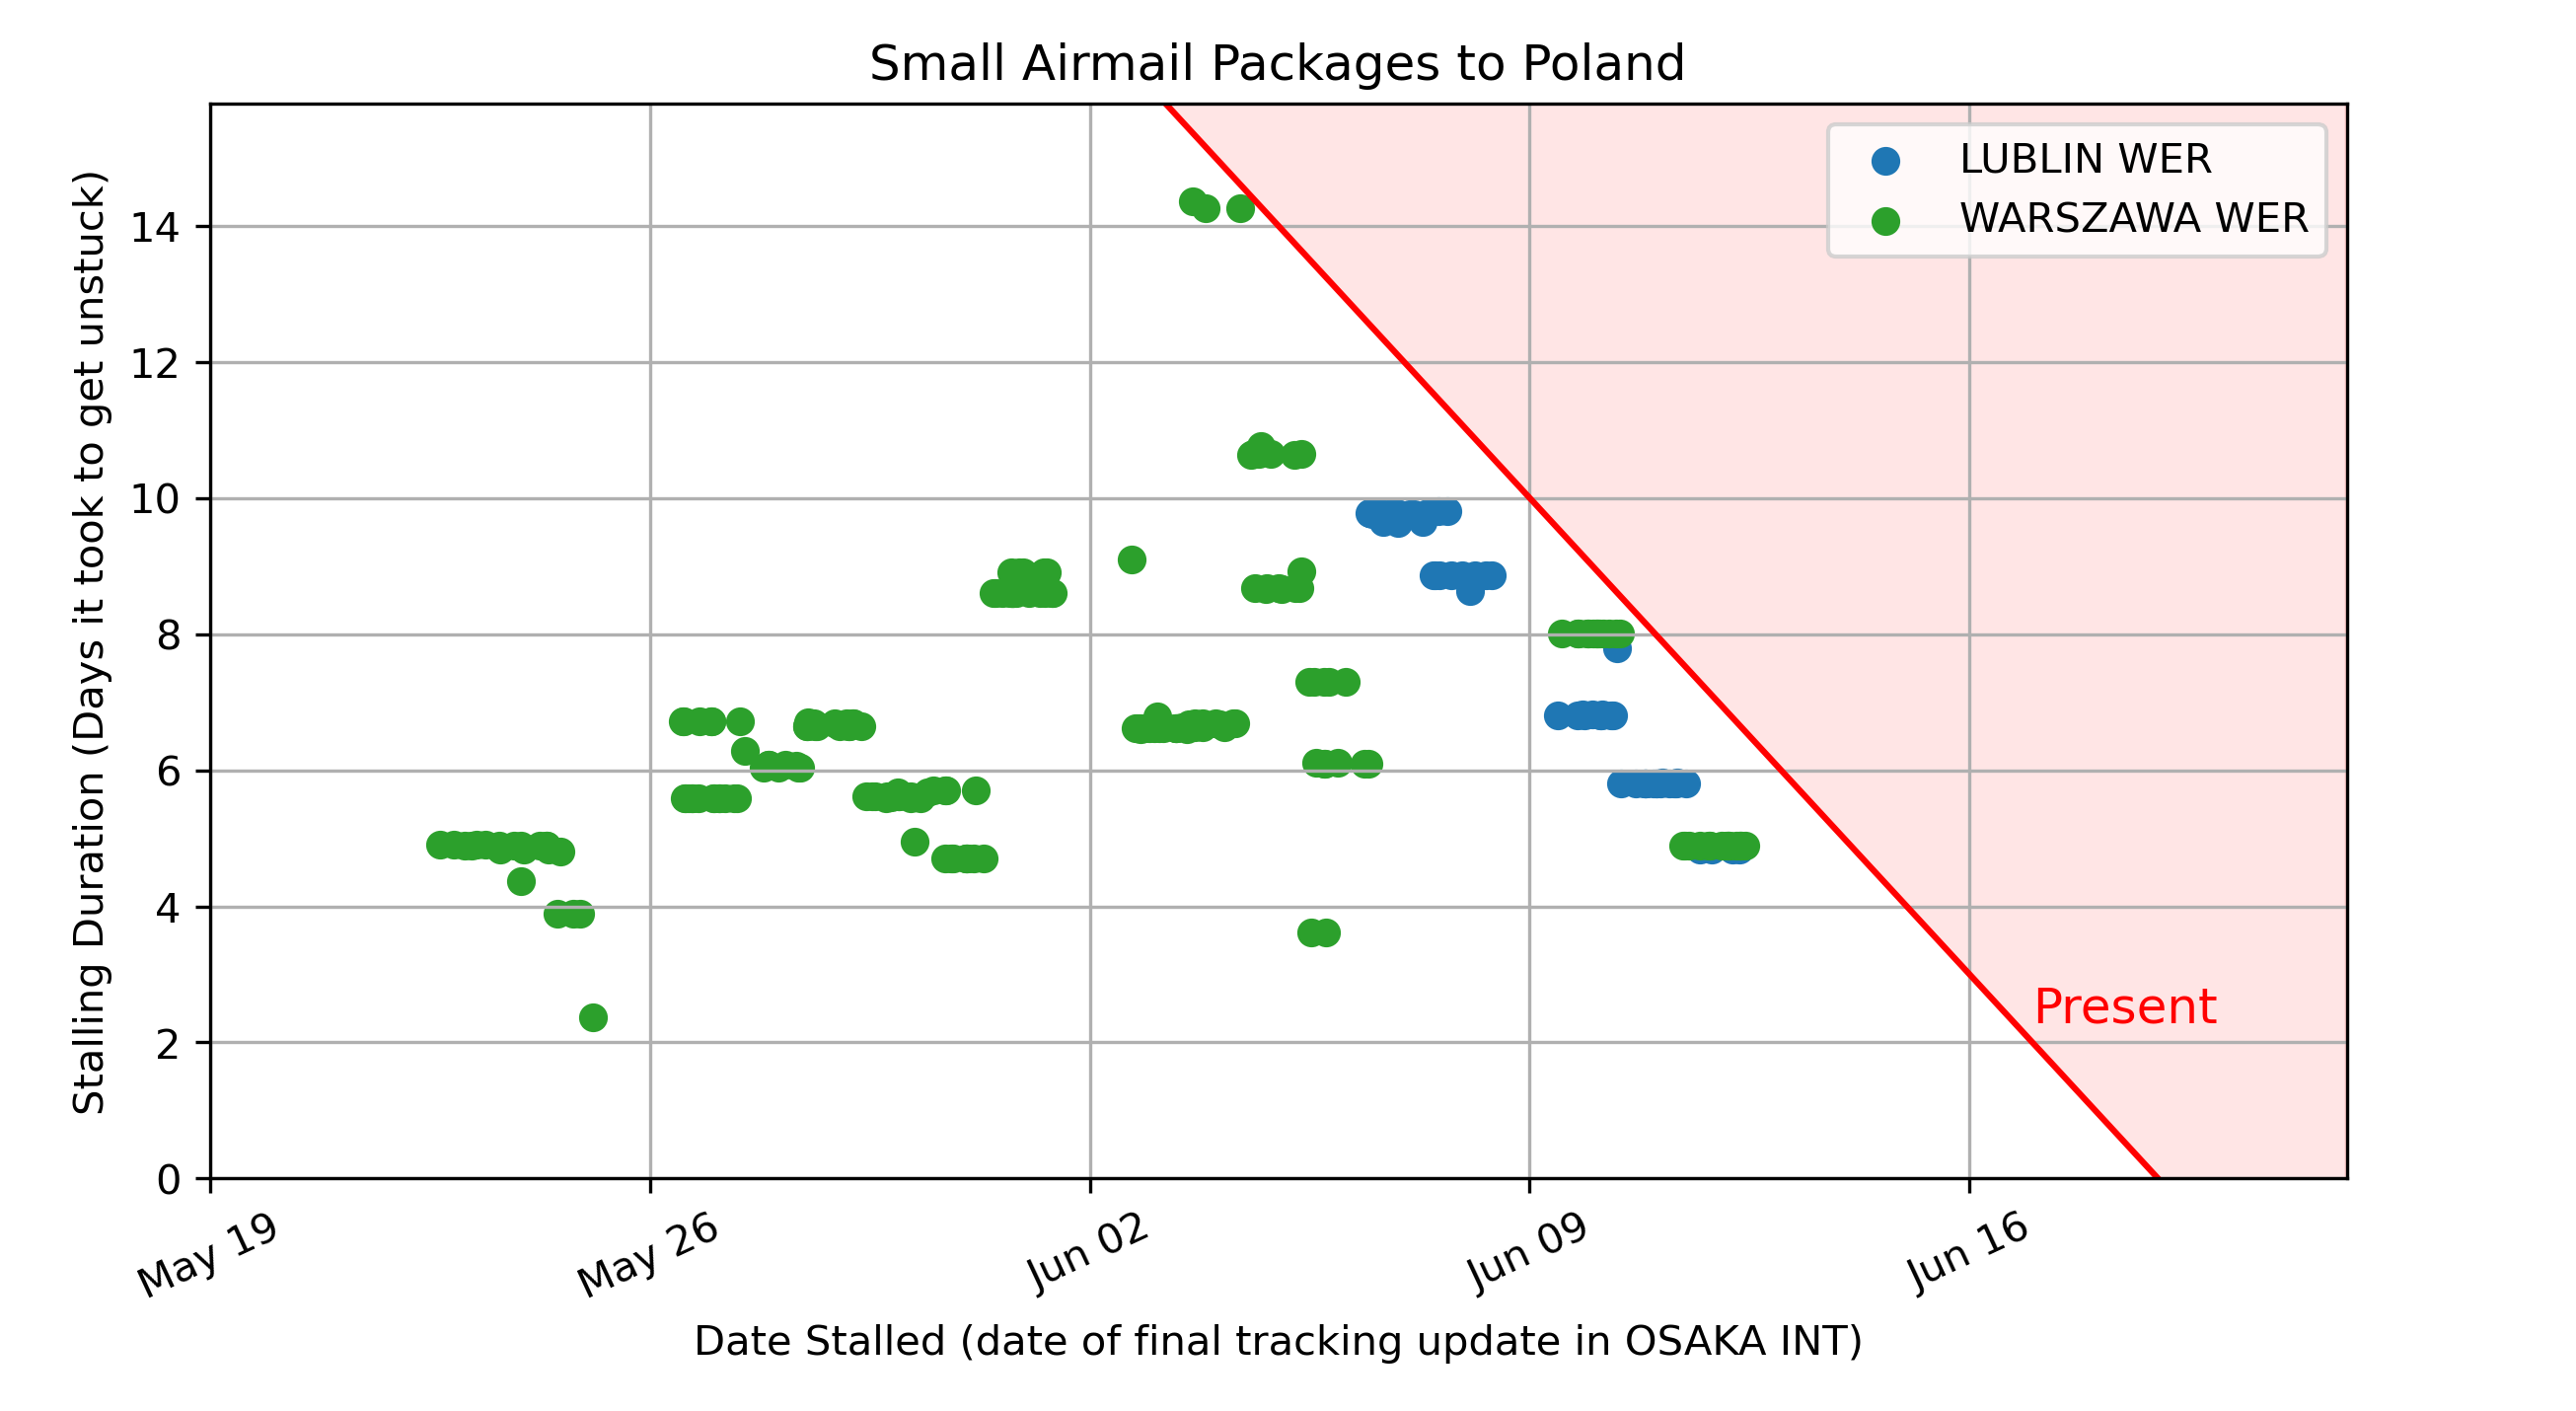 Small Airmail Packages to Poland
LUBLIN WER
WARSZAWA WER
Stalling Duration (Days it took to get unstuck)
14
12
10
8
6
4
2
0
Present
May 19
May 26
Jun 02
Jun 09
Jun 16
Date Stalled (date of final tracking update in OSAKA INT)